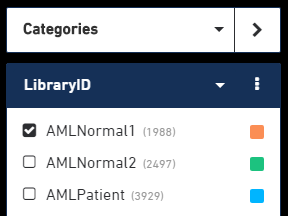 Categories
LibraryID
AMLNormal1 (1988)
AMLNormal2 (2497)
AMLPatient (3929)